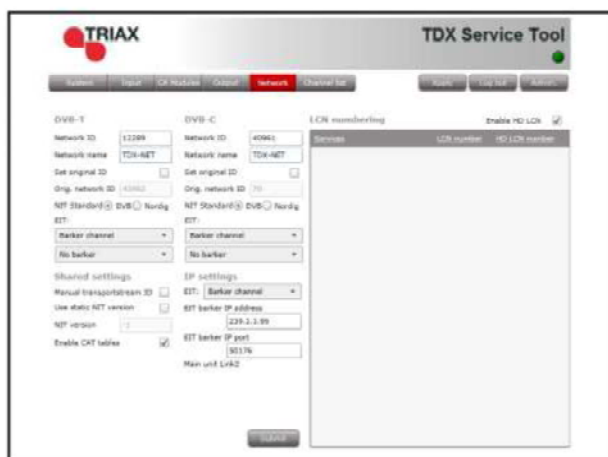 TRIAX
TDX Service Tool
System Input CA Modules Output Network Channel list
Apply Log out Admin
DVB-T
Network ID 12289
Network name TDX-NET
Set original ID
Orig. network ID
NIT Standard DVB Nordig
EIT:
Barker channel
No barker
Shared settings
Manual transportstream ID
Use static NIT version
NIT version
Enable CAT tables
DVB-C
Network ID 40961
Network name TDX-NET
Set original ID
Orig. network ID
NIT Standard DVB Nordig
EIT:
Barker channel
No barker
IP settings
EIT: Barker channel
EIT barker IP address
239.1.1.99
EIT barker IP port
50176
Main unit Link2
Submit
LCN numbering
Enable HD LCN
Services LCN number HD LCN number